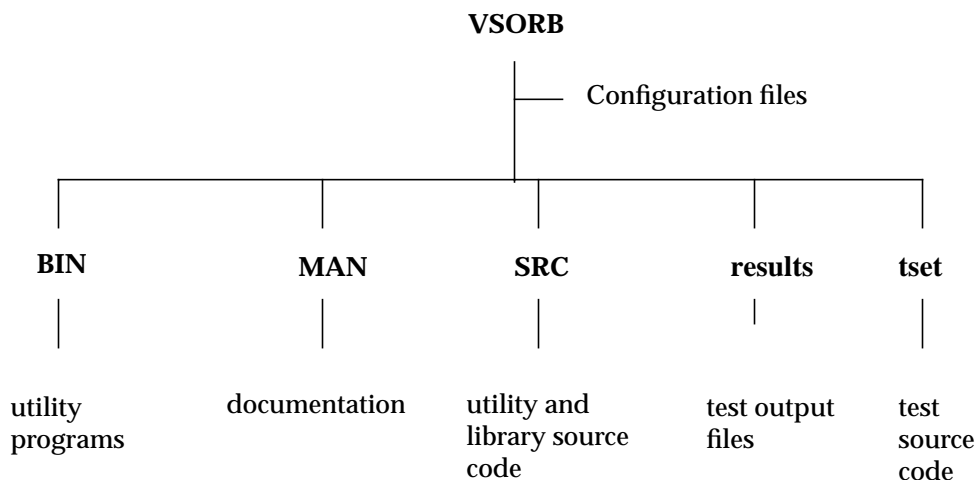 VSORB
Configuration files
BIN
MAN
SRC
results
tset
utility
programs
documentation
utility and
library source
code
test output
files
test
source
code